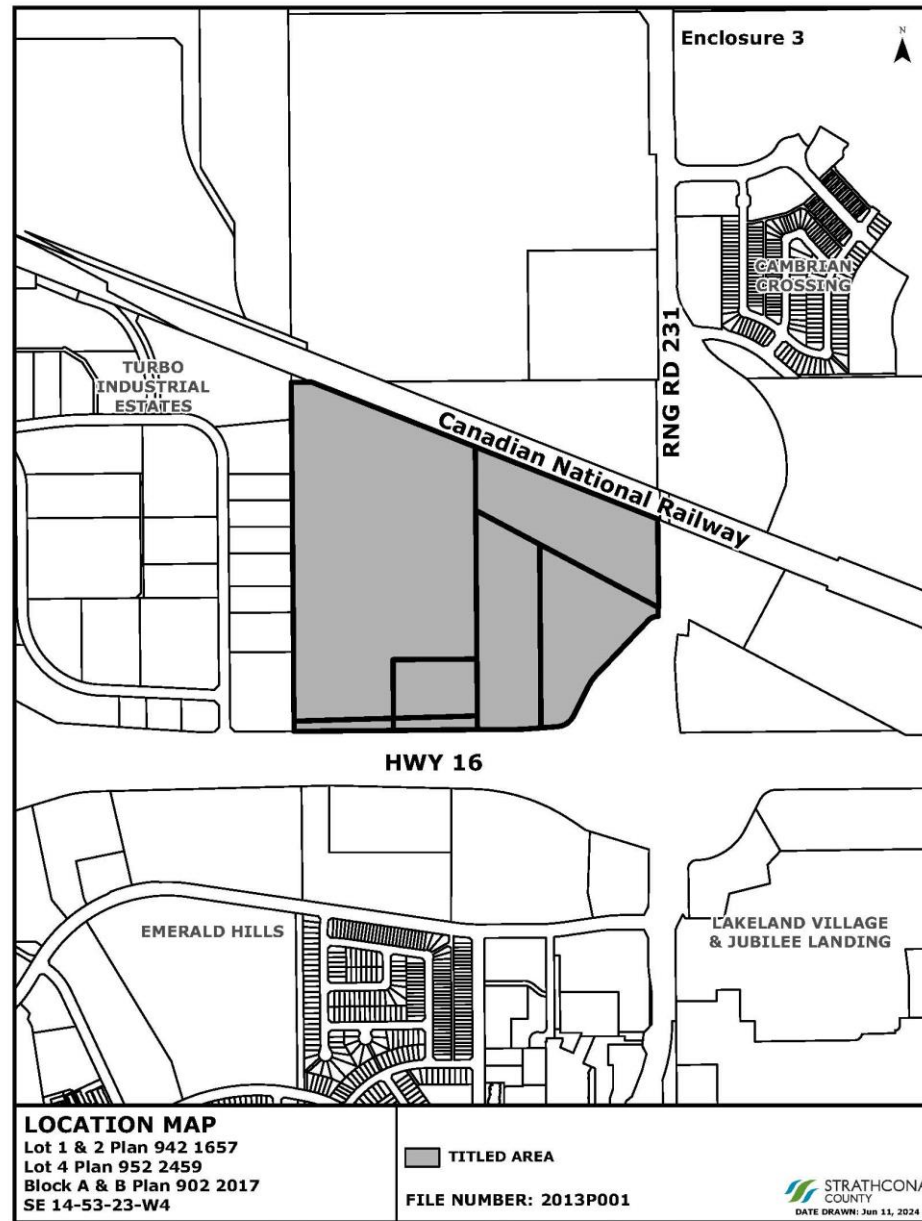 Enclosure 3
N
CAMBRIAN
CROSSING
RNG RD 231
TURBO
INDUSTRIAL
ESTATES
Canadian National Railway
HWY 16
EMERALD HILLS
LAKELAND VILLAGE
& JUBILEE LANDING
LOCATION MAP
Lot 1 & 2 Plan 942 1657
Lot 4 Plan 952 2459
Block A & B Plan 902 2017
SE 14-53-23-W4
TITLED AREA
FILE NUMBER: 2013P001
STRATHCONA
COUNTY
DATE DRAWN: Jun 11, 2024